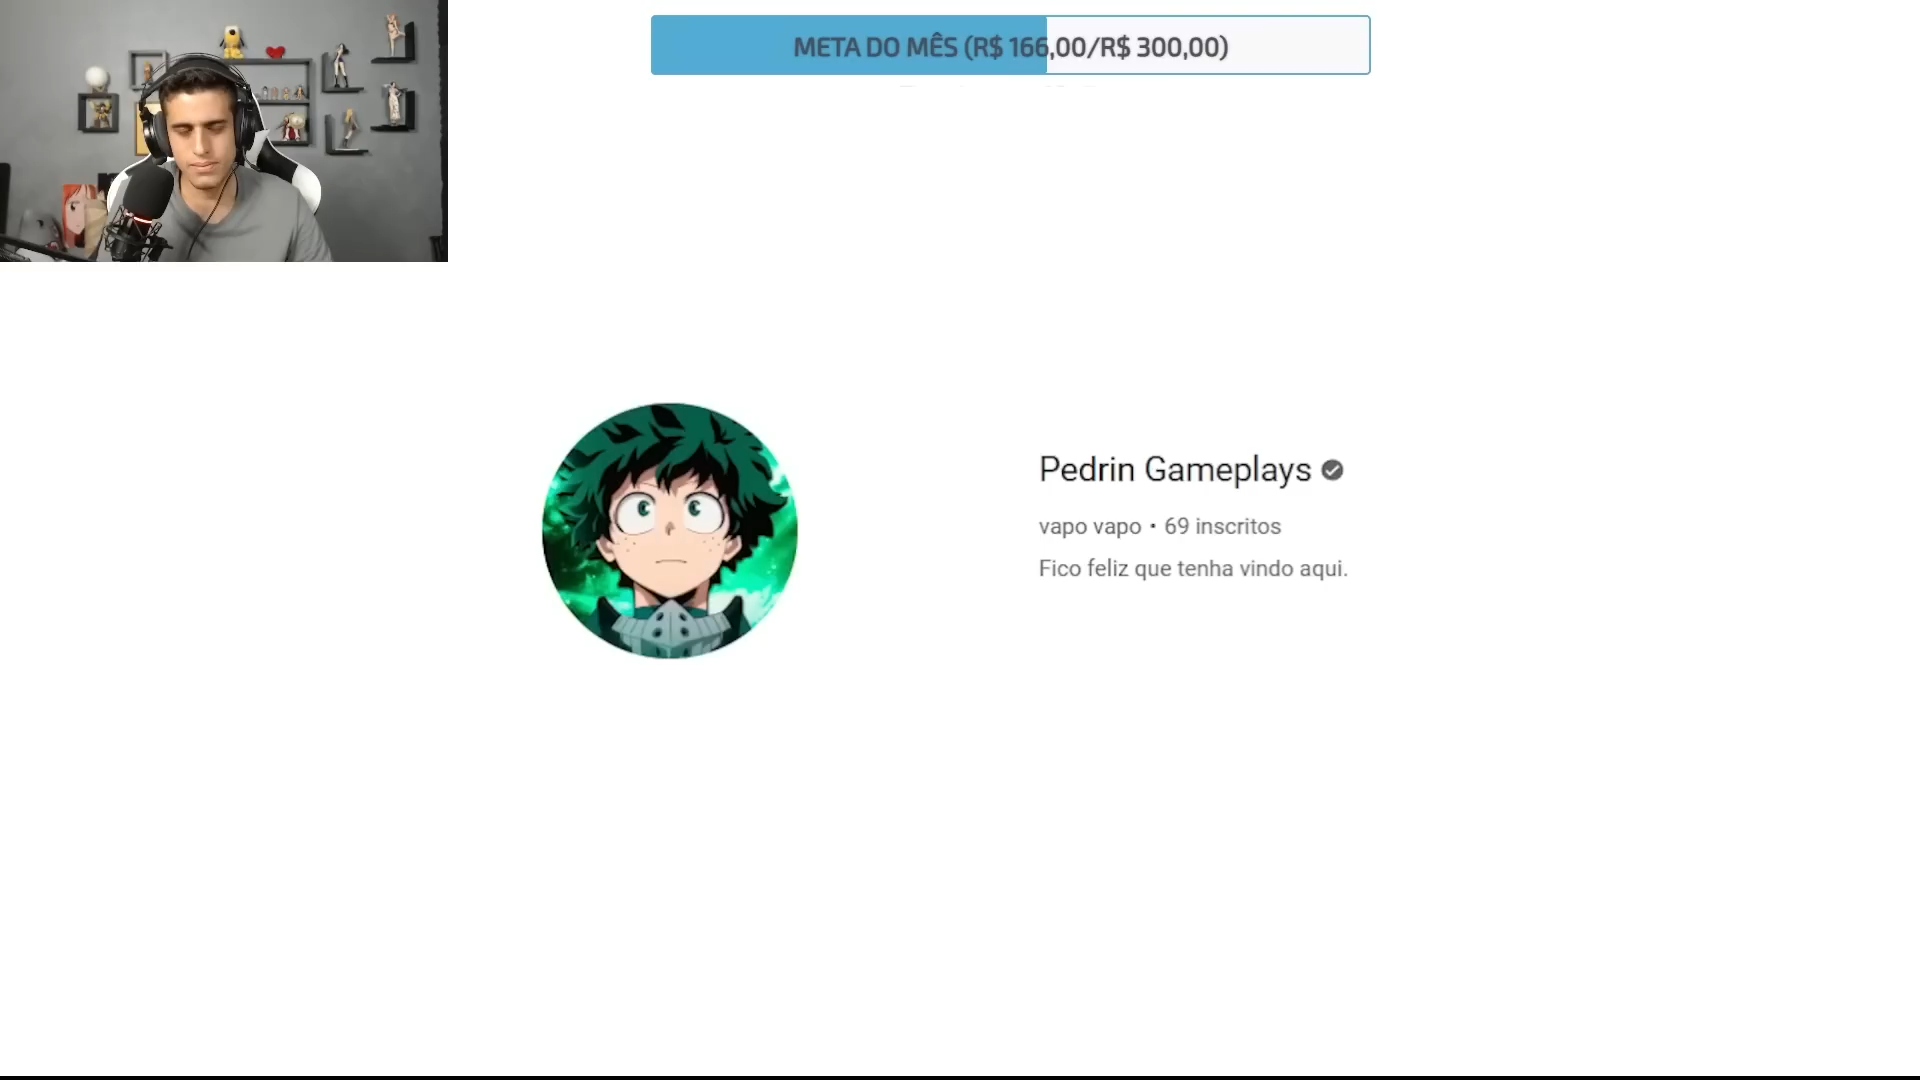 META DO MÊS (R$ 166,00/R$ 300,00)
Pedrin Gameplays
vapo vapo • 69 inscritos
Fico feliz que tenha vindo aqui.